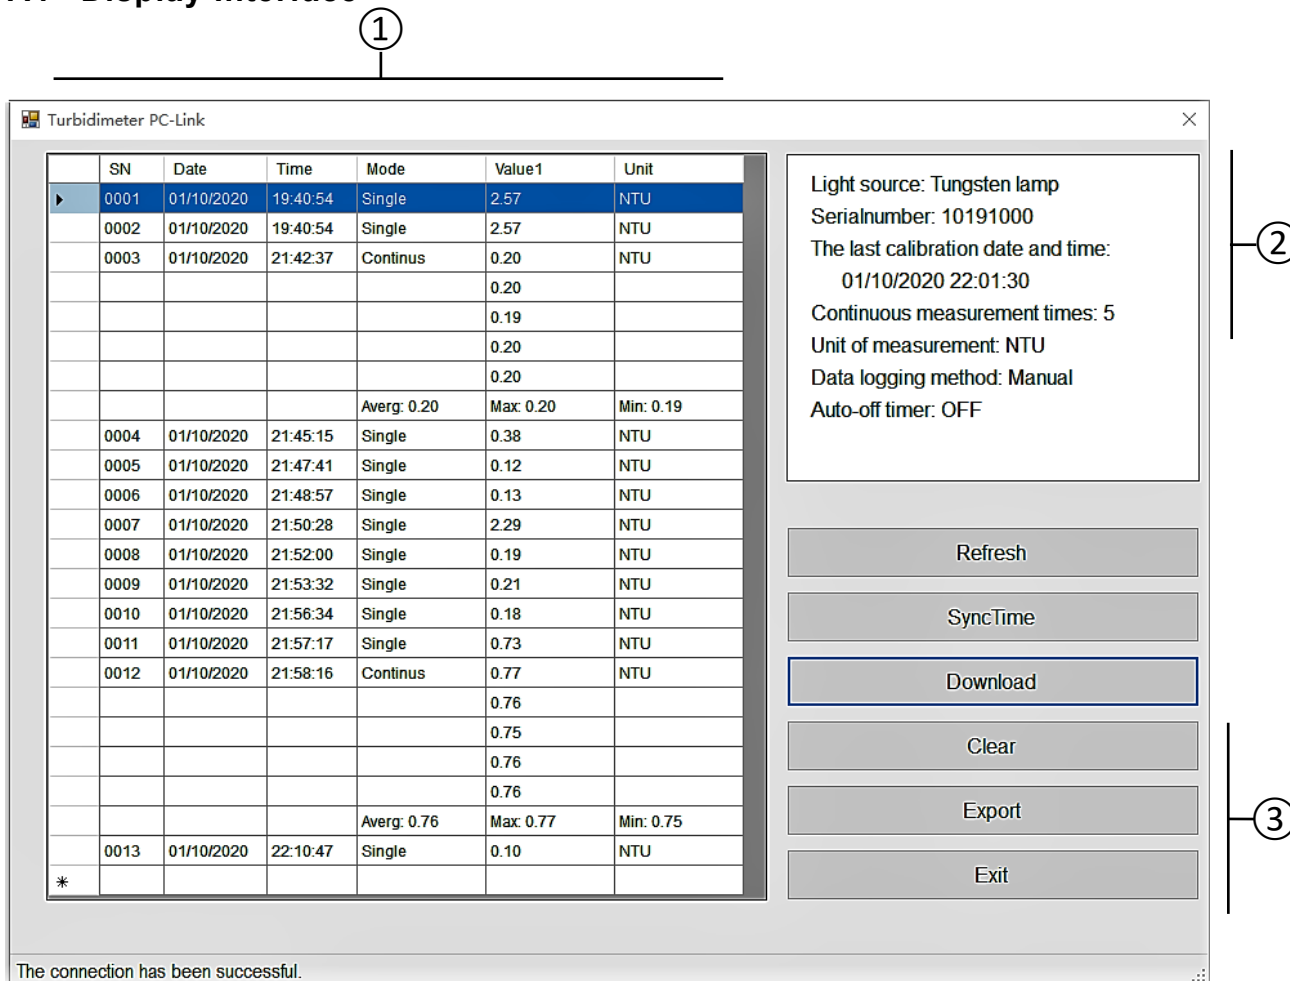 Display Interface
①
Turbidimeter PC-Link
SN Date Time Mode Value1 Unit
0001 01/10/2020 19:40:54 Single 2.57 NTU
0002 01/10/2020 19:40:54 Single 2.57 NTU
0003 01/10/2020 21:42:37 Continus 0.20 NTU
0.20
0.19
0.20
0.20
Averg: 0.20 Max: 0.20 Min: 0.19
0004 01/10/2020 21:45:15 Single 0.38 NTU
0005 01/10/2020 21:47:41 Single 0.12 NTU
0006 01/10/2020 21:48:57 Single 0.13 NTU
0007 01/10/2020 21:50:28 Single 2.29 NTU
0008 01/10/2020 21:52:00 Single 0.19 NTU
0009 01/10/2020 21:53:32 Single 0.21 NTU
0010 01/10/2020 21:56:34 Single 0.18 NTU
0011 01/10/2020 21:57:17 Single 0.73 NTU
0012 01/10/2020 21:58:16 Continus 0.77 NTU
0.76
0.75
0.76
0.76
Averg: 0.76 Max: 0.77 Min: 0.75
0013 01/10/2020 22:10:47 Single 0.10 NTU
*
Light source: Tungsten lamp
Serialnumber: 10191000
The last calibration date and time:
01/10/2020 22:01:30
Continuous measurement times: 5
Unit of measurement: NTU
Data logging method: Manual
Auto-off timer: OFF
②
Refresh
SyncTime
Download
Clear
Export
Exit
③
The connection has been successful.